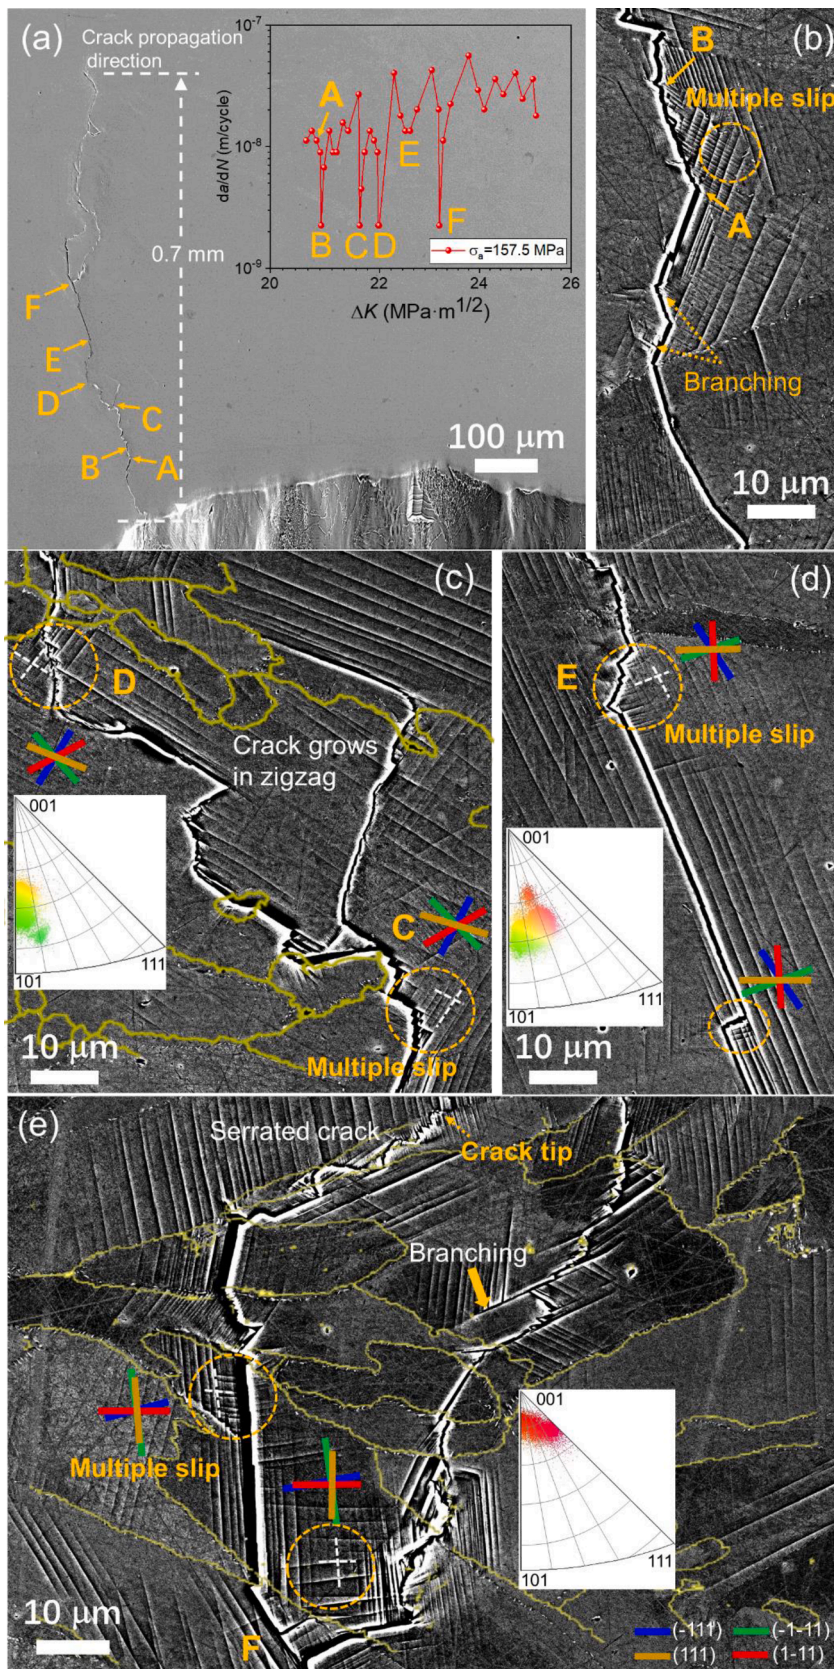 (a)
Crack propagation
direction
0.7 mm
F
E
D
C
B
A
100 μm
10⁻⁷
10⁻⁸
10⁻⁹
da/dN (m/cycle)
A
B
C
D
E
F
σₐ=157.5 MPa
20
22
24
26
ΔK (MPa·m^1/2)
(b)
B
Multiple slip
A
Branching
10 μm
(c)
D
Crack grows
in zigzag
001
101
111
C
Multiple slip
10 μm
(d)
E
Multiple slip
001
101
111
10 μm
(e)
Serrated crack
Crack tip
Branching
Multiple slip
001
101
111
F
10 μm
(-111)
(-1-11)
(111)
(1-11)